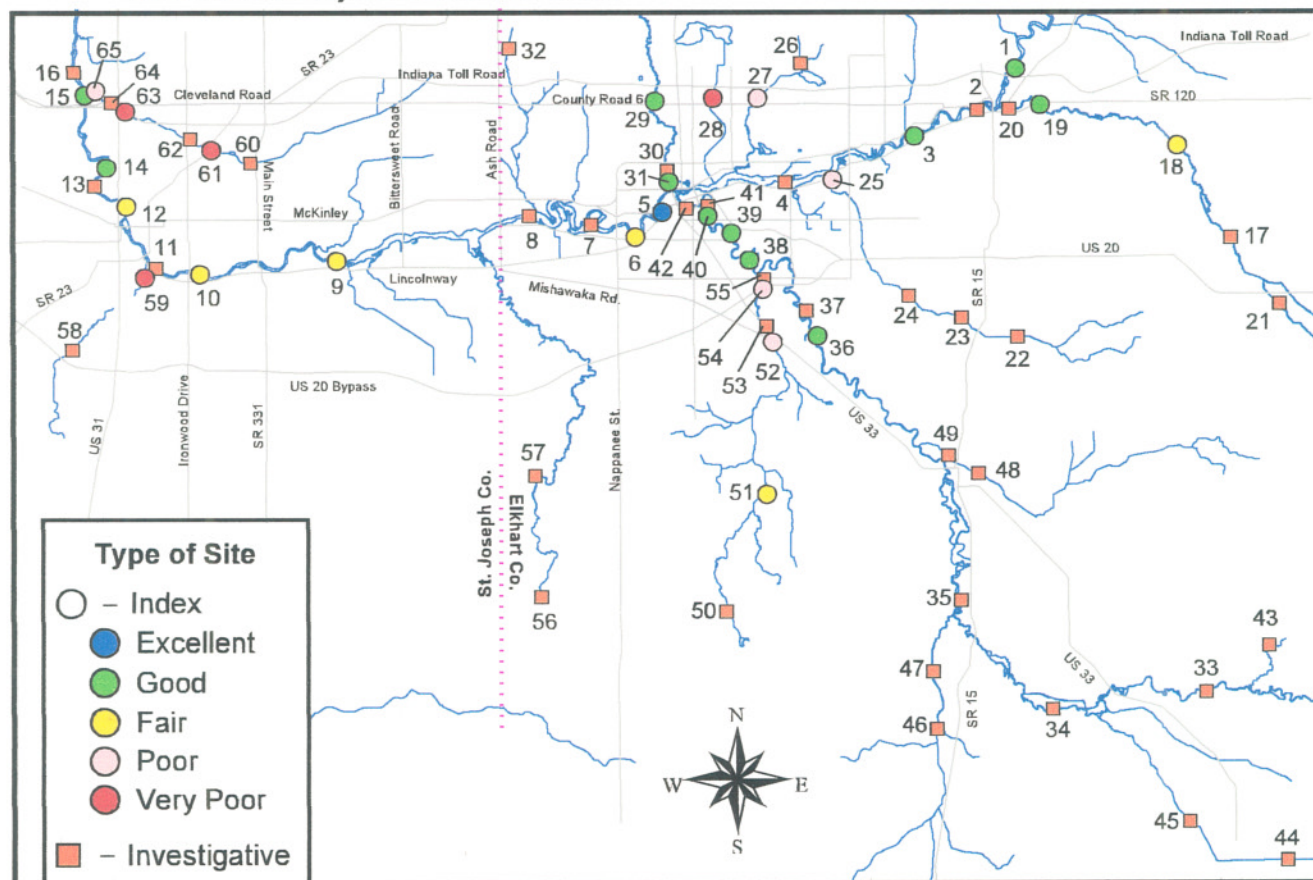 1
26
32
SR 23
65
64
16
Indiana Toll Road
Indiana Toll Road
27
2
63
15
Cleveland Road
County Road 6
SR 120
29
28
20
19
3
18
62
61
60
Main Street
Bittersweet Road
Ash Road
30
31
14
13
25
4
41
12
McKinley
5
39
17
8
7
6
42
40
38
US 20
11
59
10
9
Lincolnway
Mishawaka Rd.
55
SR 15
SR 23
37
24
23
22
21
58
54
36
53
52
US 20 Bypass
US 31
Ironwood Drive
SR 331
US 33
49
48
57
Nappanee St.
51
St. Joseph Co.
Elkhart Co.
56
50
35
43
47
US 33
33
SR 15
46
34
45
44
N
W E
S
Type of Site
– Index
Excellent
Good
Fair
Poor
Very Poor
– Investigative